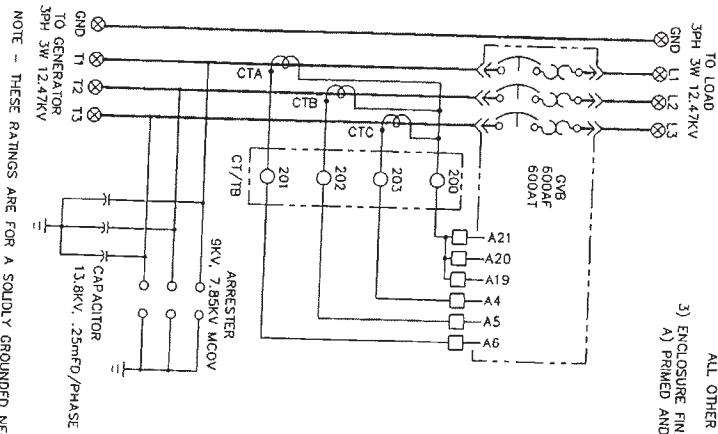 TO LOAD
3PH 3W 12.47KV
GND
L1
L2
L3
GND
T1
T2
T3
TO GENERATOR
3PH 3W 12.47KV
CTA
CTB
CTC
GVB
600AF
600AT
200
203
202
201
CT/TB
A21
A20
A19
A4
A5
A6
ARRESTER
9KV, 7.85KV MCOV
CAPACITOR
13.8KV, .25mFD/PHASE
NOTE - THESE RATINGS ARE FOR A SOLIDLY GROUNDED NE
ALL OTHER
3) ENCLOSURE FIN
A) PRIMED AND